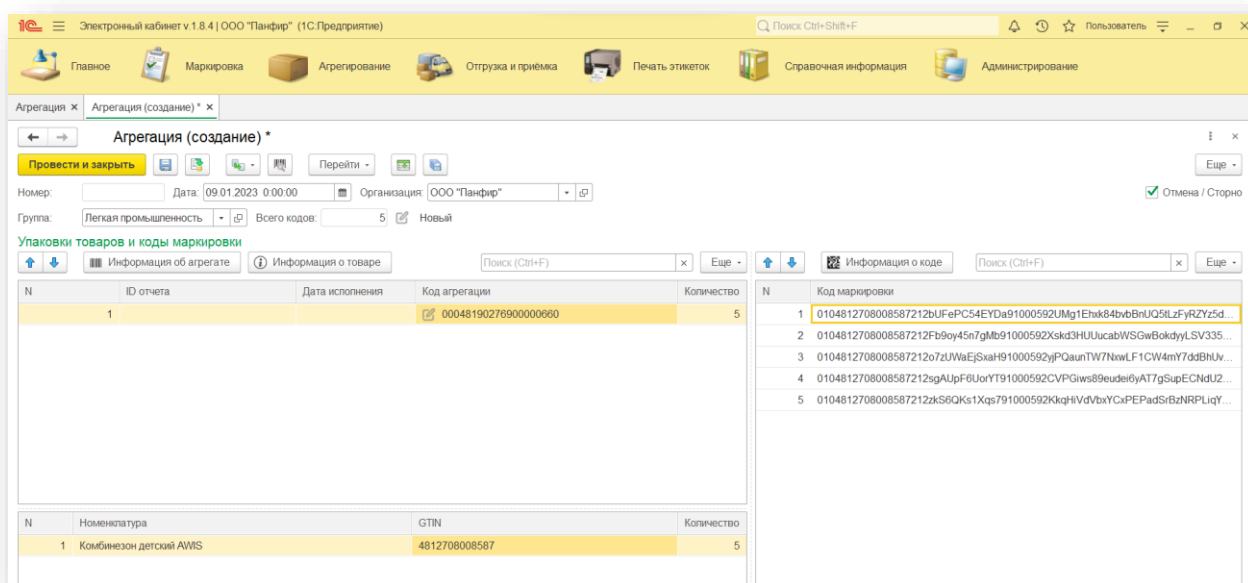 1С Электронный кабинет v.1.8.4 | ООО "Панфир" (1С:Предприятие) Поиск Ctrl+Shift+F Пользователь
Главное Маркировка Агрегирование Отгрузка и приёмка Печать этикеток Справочная информация Администрирование
Агрегация × Агрегация (создание) * ×
Агрегация (создание) *
Провести и закрыть Перейти Еще
Номер: Дата: 09.01.2023 0:00:00 Организация: ООО "Панфир" Отмена / Сторно
Группа: Легкая промышленность Всего кодов: 5 Новый
Упаковки товаров и коды маркировки
Информация об агрегате Информация о товаре Поиск (Ctrl+F) × Еще Информация о коде Поиск (Ctrl+F) × Еще
N ID отчета Дата исполнения Код агрегации Количество N Код маркировки
1 00048190276900000660 5 1 0104812708008587212bUFePC54EYDa91000592UMg1Ehxk84bvbBnUQ5tLzFyRZYz5d...
2 0104812708008587212Fb9oy45n7gMb91000592Xskd3HUUucabWSGwBokdyyLSV335...
3 0104812708008587212o7zUWaEjSxaH91000592yjPQaunTW7NxwLF1CW4mY7ddBhUv...
4 0104812708008587212sgAUpF6UorYT91000592CVPGiws89eudei6yAT7gSupECNdU2...
5 0104812708008587212zkS6QKs1Xqs791000592KkqHiVdVbxYCxPEPadSrBzNRPLiqY...
N Номенклатура GTIN Количество
1 Комбинезон детский AWIS 4812708008587 5